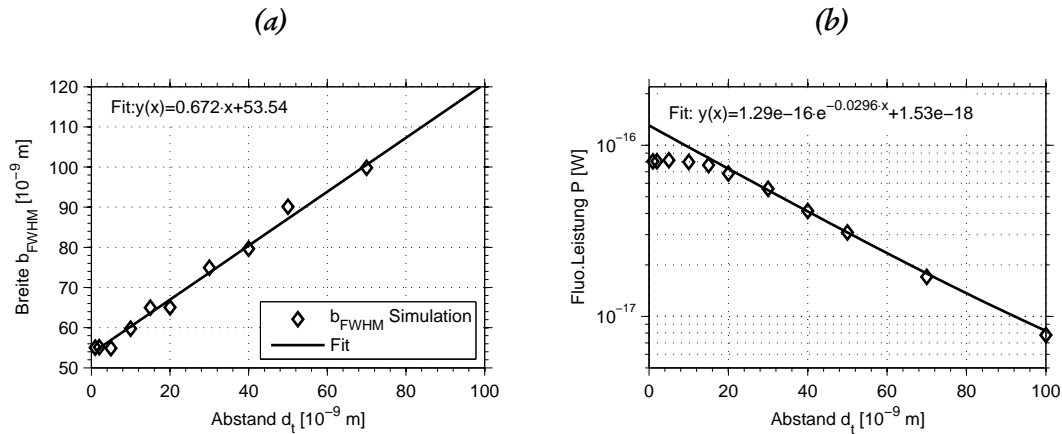 (a)
(b)
Fit:y(x)=0.672·x+53.54
120
110
100
90
80
70
60
50
Breite b_FWHM [10^−9 m]
b_FWHM Simulation
Fit
0 20 40 60 80 100
Abstand d_t [10^−9 m]
Fit: y(x)=1.29e−16·e^−0.0296·x+1.53e−18
10^−16
10^−17
Fluo.Leistung P [W]
0 20 40 60 80 100
Abstand d_t [10^−9 m]